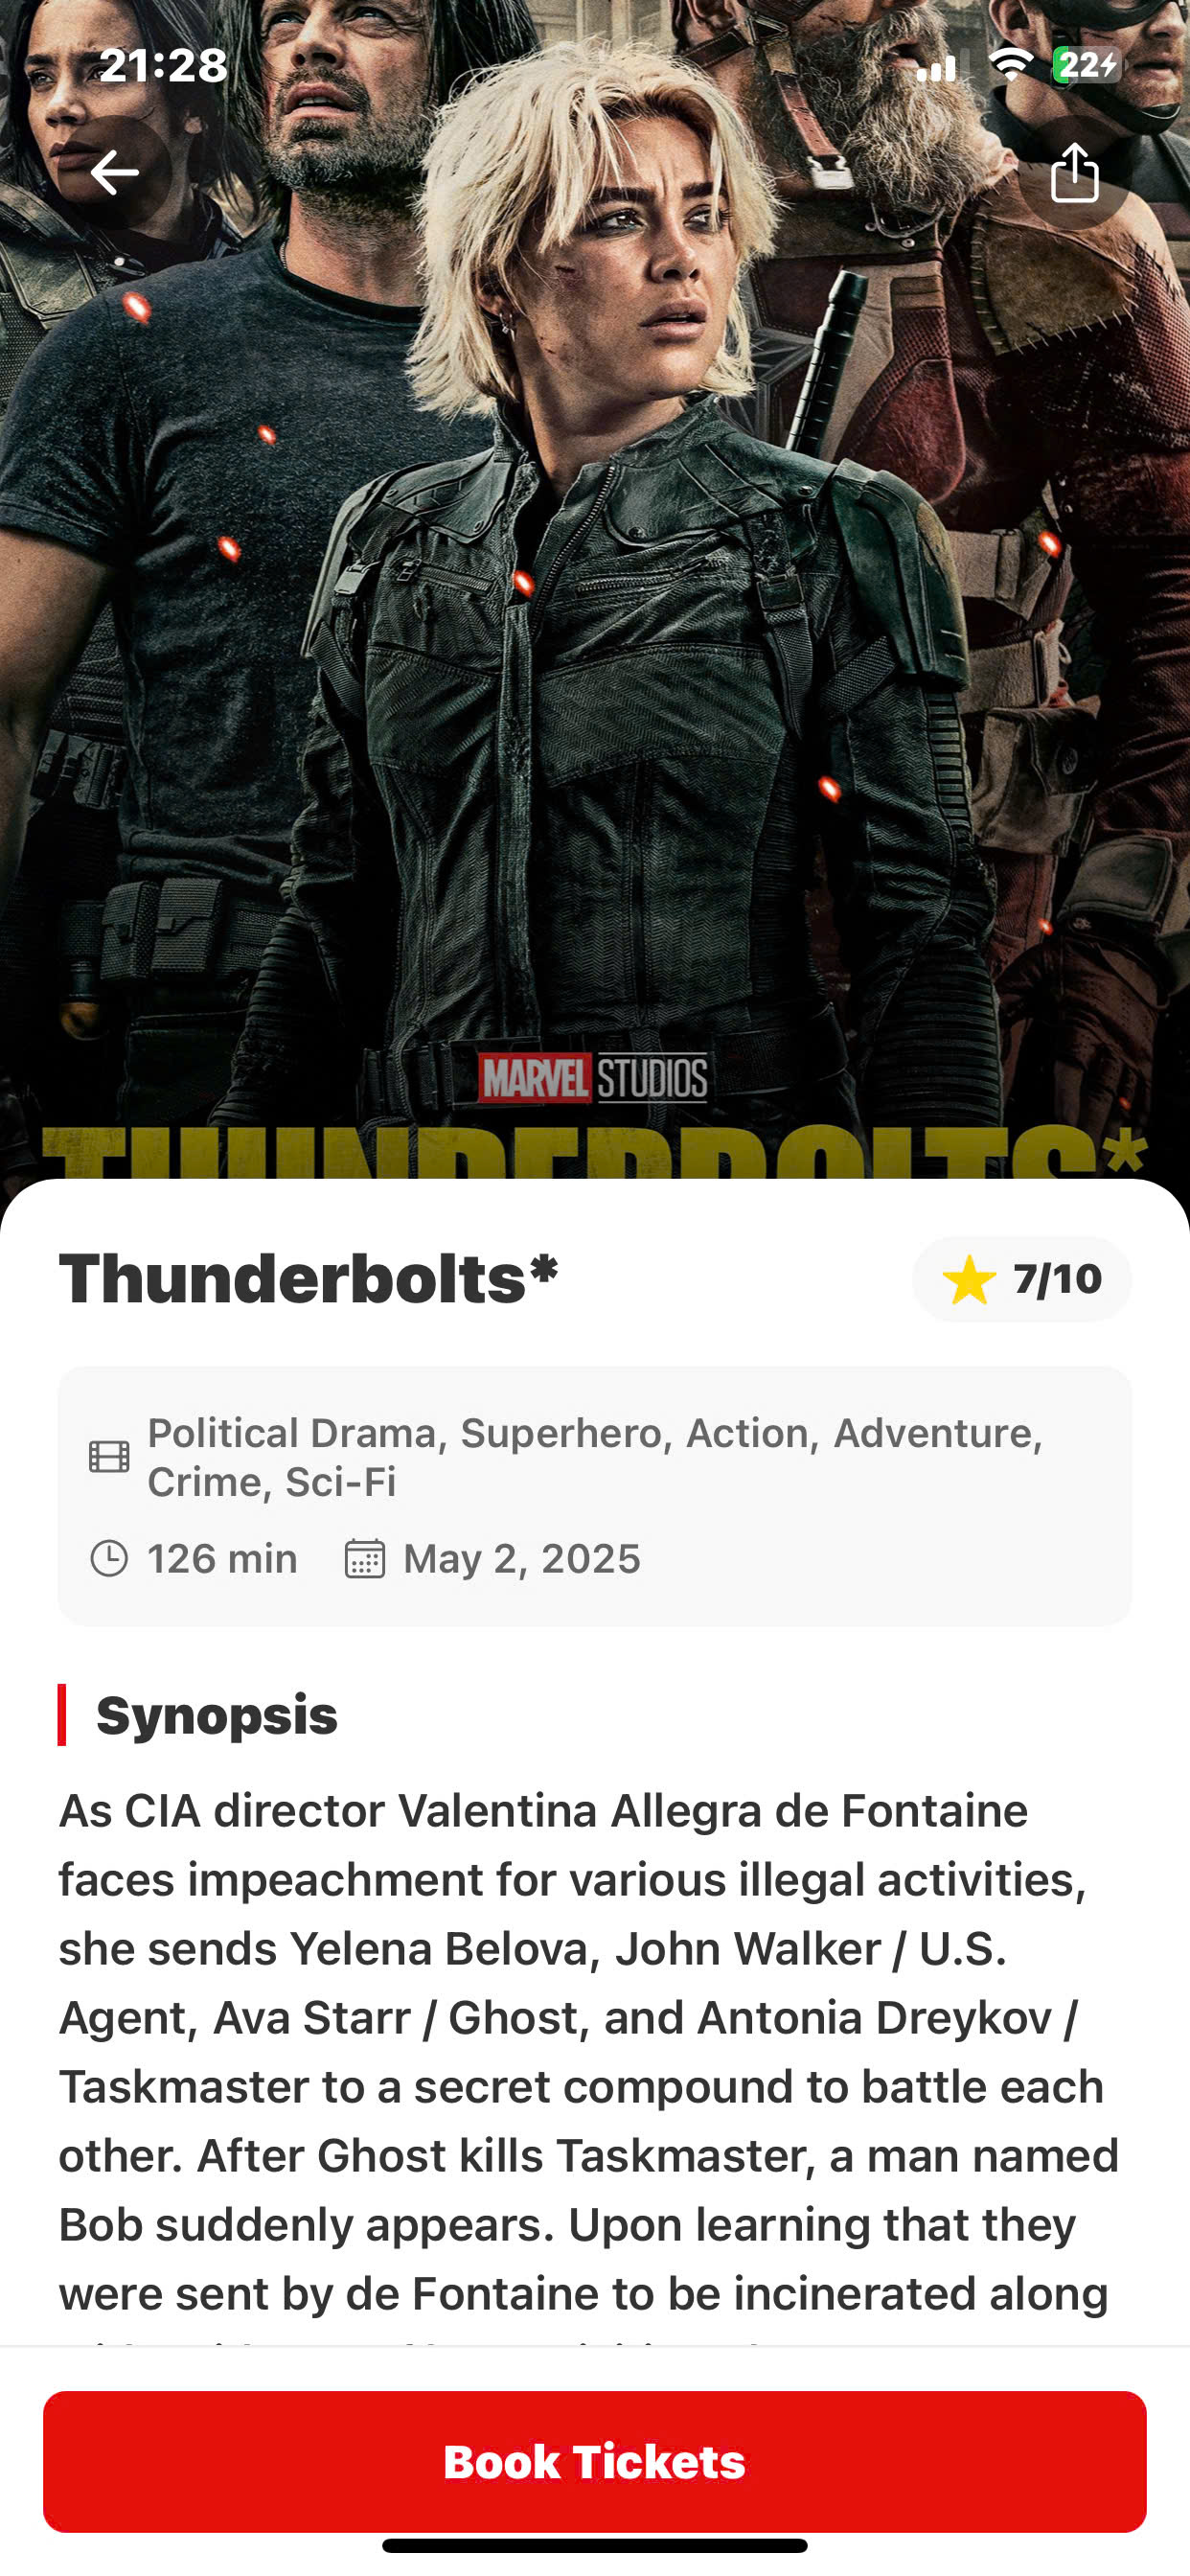 21:28
22
MARVEL STUDIOS
THUNDERBOLTS*
Thunderbolts*
7/10
Political Drama, Superhero, Action, Adventure,
Crime, Sci-Fi
126 min
May 2, 2025
Synopsis
As CIA director Valentina Allegra de Fontaine
faces impeachment for various illegal activities,
she sends Yelena Belova, John Walker / U.S.
Agent, Ava Starr / Ghost, and Antonia Dreykov /
Taskmaster to a secret compound to battle each
other. After Ghost kills Taskmaster, a man named
Bob suddenly appears. Upon learning that they
were sent by de Fontaine to be incinerated along
Book Tickets